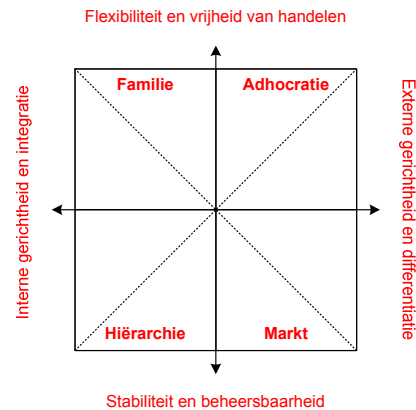 Flexibiliteit en vrijheid van handelen
Familie
Adhocratie
Interne gerichtheid en integratie
Externe gerichtheid en differentiatie
Hiërarchie
Markt
Stabiliteit en beheersbaarheid